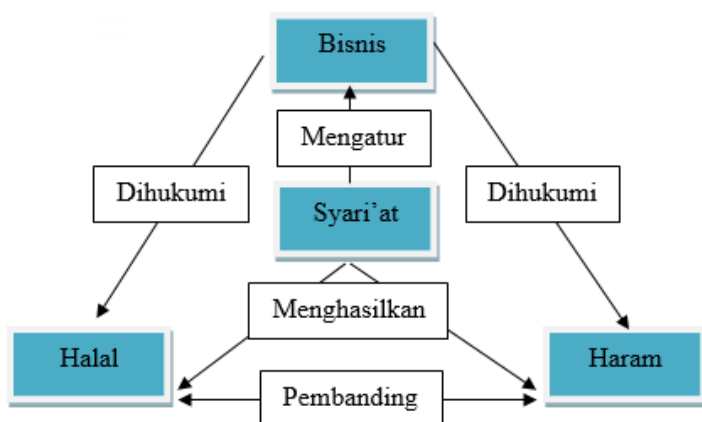 Bisnis
Mengatur
Dihukumi
Syari’at
Dihukumi
Menghasilkan
Halal
Haram
Pembanding